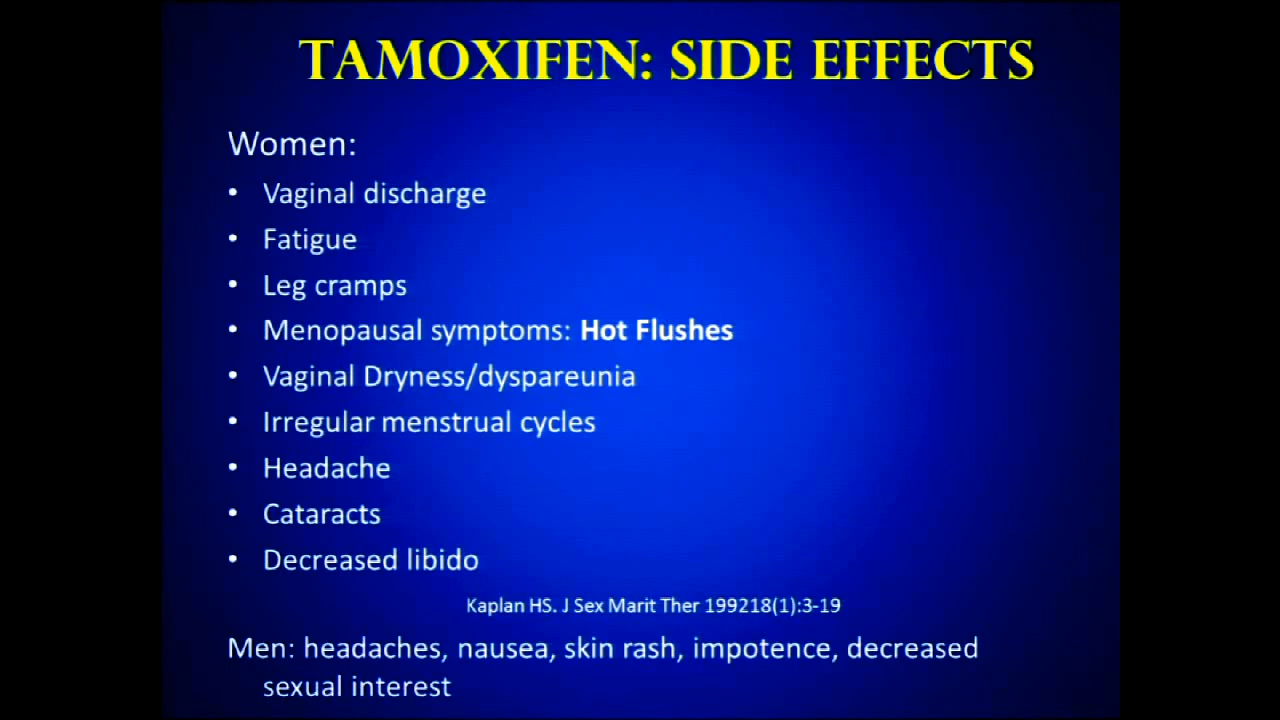 TAMOXIFEN: SIDE EFFECTS
Women:
• Vaginal discharge
• Fatigue
• Leg cramps
• Menopausal symptoms: Hot Flushes
• Vaginal Dryness/dyspareunia
• Irregular menstrual cycles
• Headache
• Cataracts
• Decreased libido
Kaplan HS. J Sex Marit Ther 199218(1):3-19
Men: headaches, nausea, skin rash, impotence, decreased
sexual interest